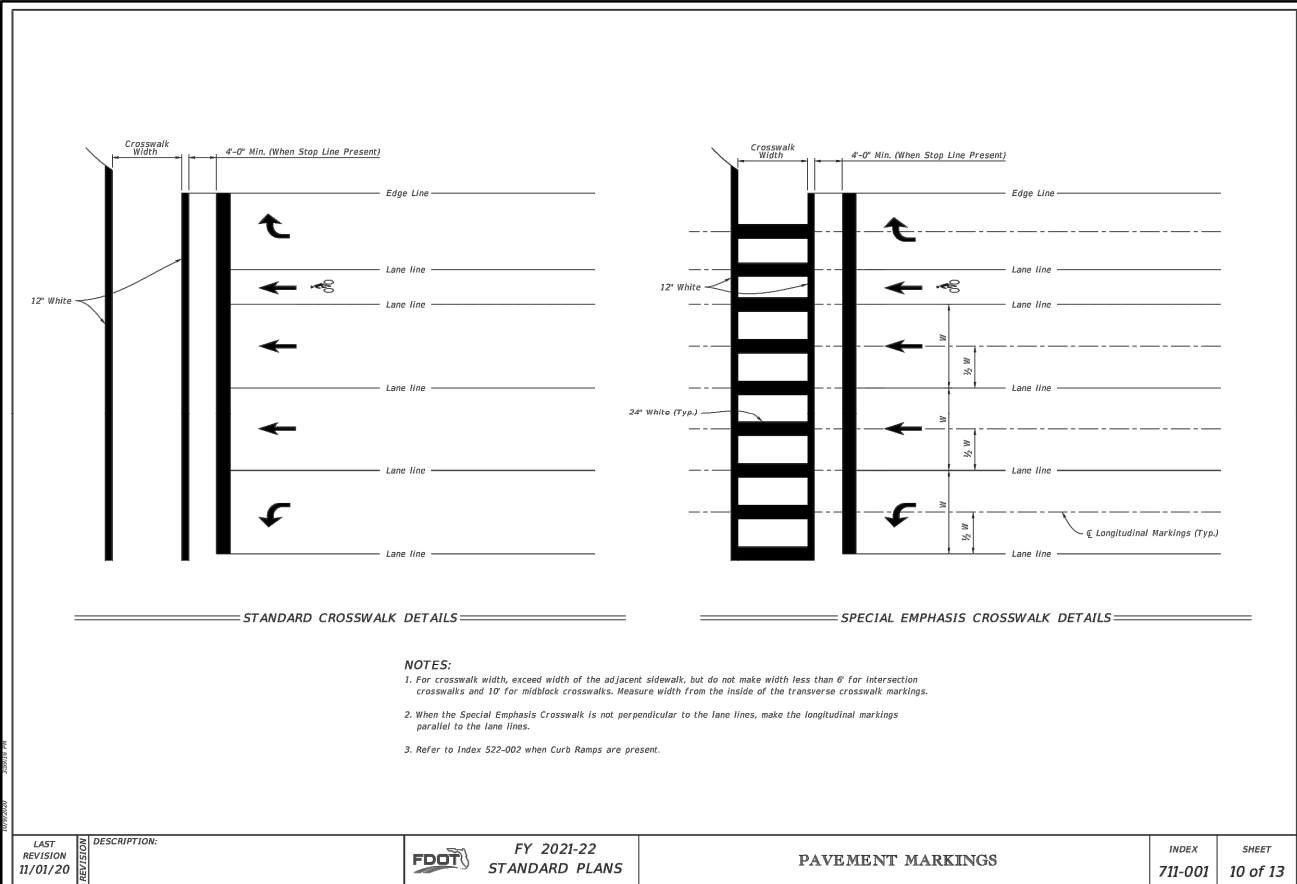 Crosswalk
Width
4'-0" Min. (When Stop Line Present)
Edge Line
Lane line
Lane line
12" White
Lane line
Lane line
Lane line
STANDARD CROSSWALK DETAILS
Crosswalk
Width
4'-0" Min. (When Stop Line Present)
Edge Line
Lane line
12" White
Lane line
W
½ W
Lane line
24" White (Typ.)
W
½ W
Lane line
W
½ W
℄ Longitudinal Markings (Typ.)
Lane line
SPECIAL EMPHASIS CROSSWALK DETAILS
NOTES:
1. For crosswalk width, exceed width of the adjacent sidewalk, but do not make width less than 6' for intersection
crosswalks and 10' for midblock crosswalks. Measure width from the inside of the transverse crosswalk markings.
2. When the Special Emphasis Crosswalk is not perpendicular to the lane lines, make the longitudinal markings
parallel to the lane lines.
3. Refer to Index 522-002 when Curb Ramps are present.
10/9/2020
LAST
REVISION
11/01/20
REVISION
DESCRIPTION:
FDOT
FY 2021-22
STANDARD PLANS
PAVEMENT MARKINGS
INDEX
711-001
SHEET
10 of 13